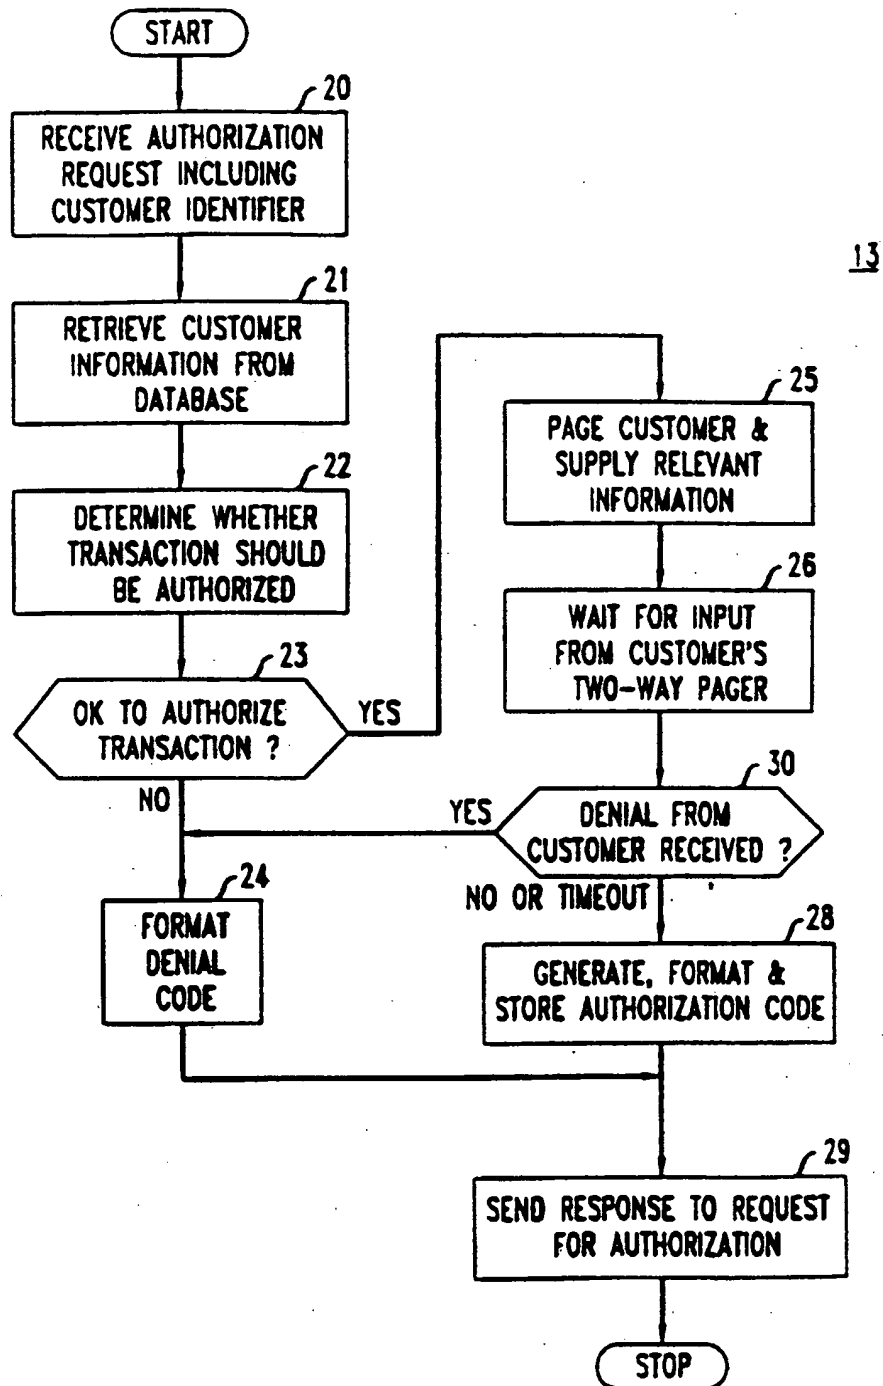 START
20
RECEIVE AUTHORIZATION
REQUEST INCLUDING
CUSTOMER IDENTIFIER
13
21
RETRIEVE CUSTOMER
INFORMATION FROM
DATABASE
22
DETERMINE WHETHER
TRANSACTION SHOULD
BE AUTHORIZED
23
OK TO AUTHORIZE
TRANSACTION ?
YES
NO
25
PAGE CUSTOMER &
SUPPLY RELEVANT
INFORMATION
26
WAIT FOR INPUT
FROM CUSTOMER'S
TWO-WAY PAGER
30
DENIAL FROM
CUSTOMER RECEIVED ?
YES
NO OR TIMEOUT
24
FORMAT
DENIAL
CODE
28
GENERATE, FORMAT &
STORE AUTHORIZATION CODE
29
SEND RESPONSE TO REQUEST
FOR AUTHORIZATION
STOP